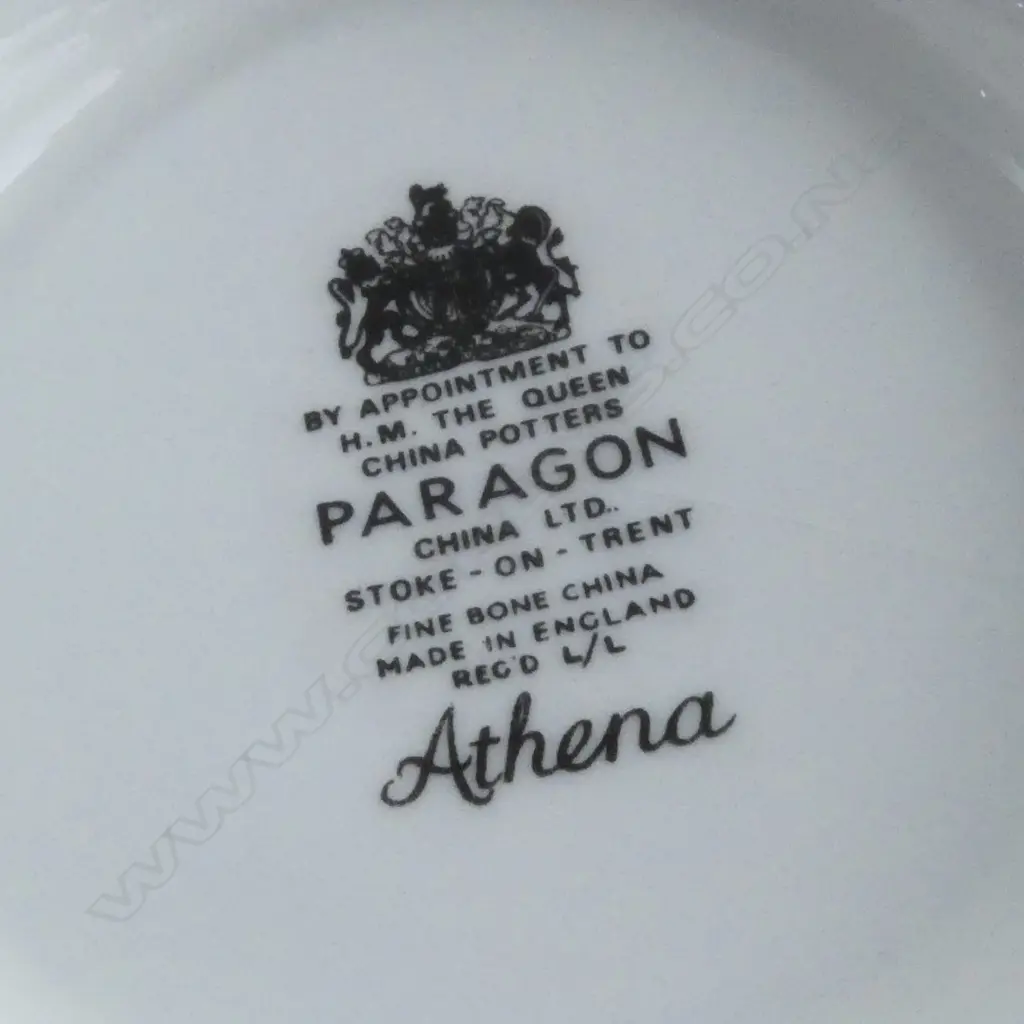 BY APPOINTMENT TO
H.M. THE QUEEN
CHINA POTTERS
PARAGON
CHINA LTD..
STOKE - ON - TRENT
FINE BONE CHINA
MADE IN ENGLAND
REG'D L/L
Athena